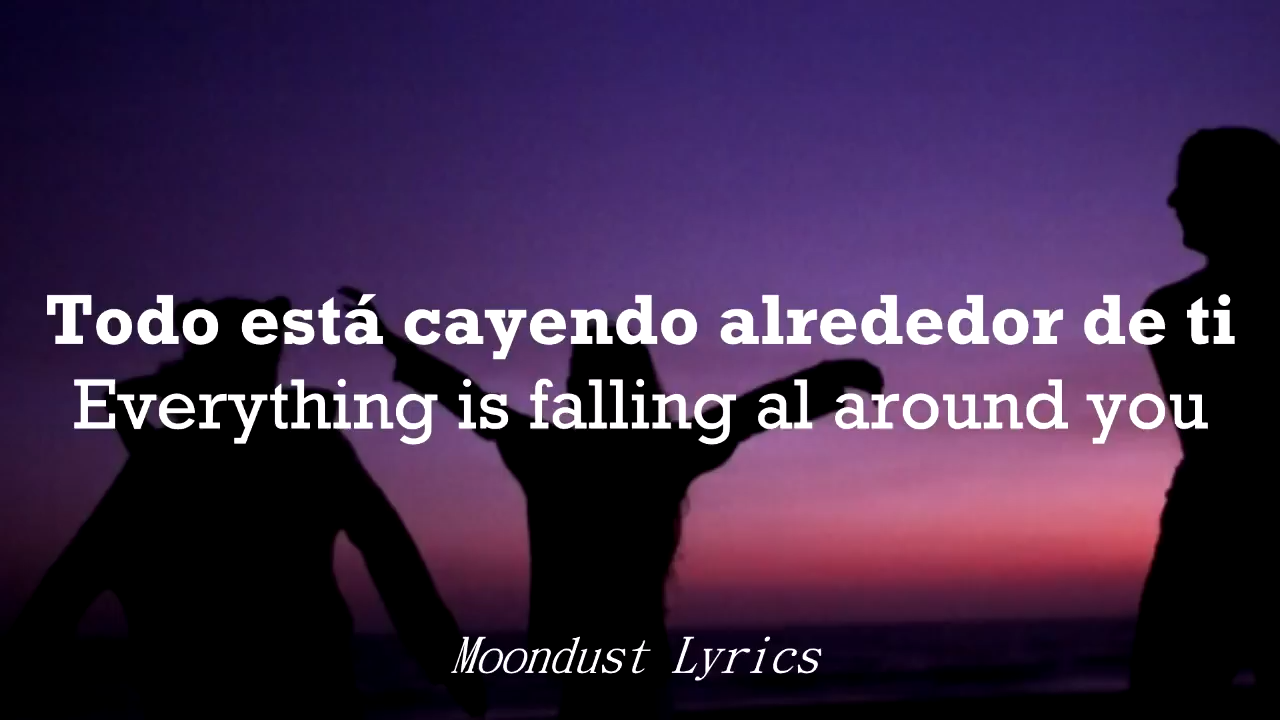 Todo está cayendo alrededor de ti
Everything is falling al around you
Moondust Lyrics